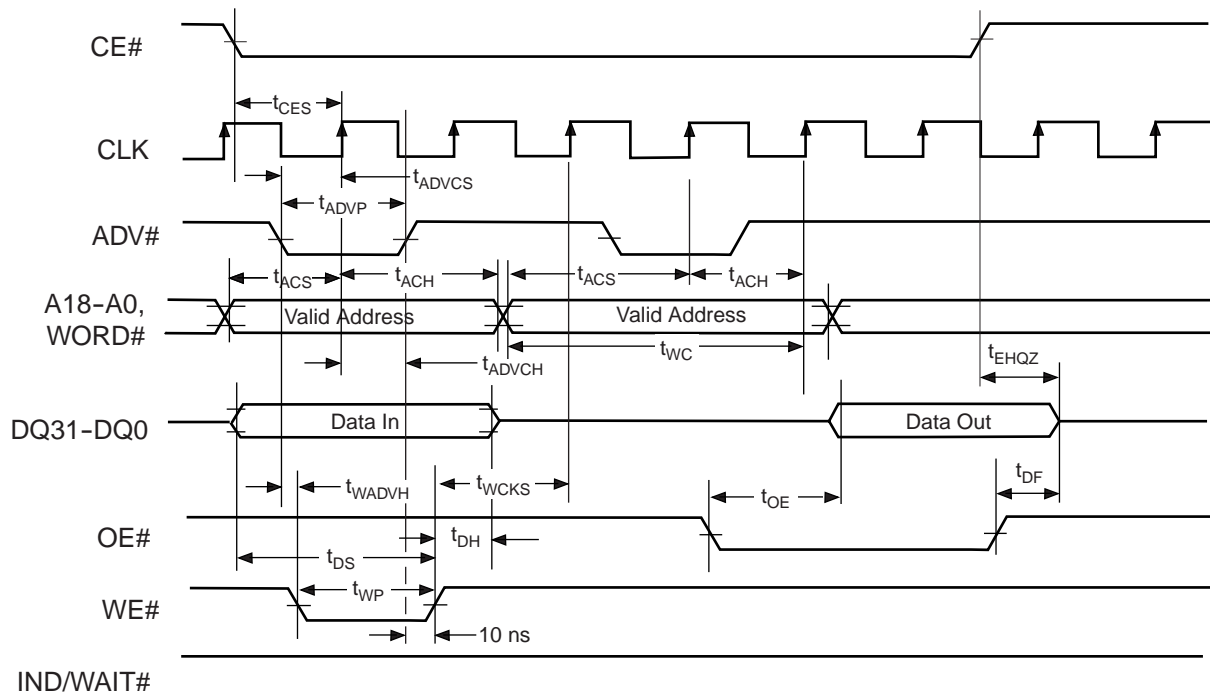 CE#
tCES
CLK
tADVCS
tADVP
ADV#
tACS
tACH
tACS
tACH
A18-A0,
WORD#
Valid Address
Valid Address
tWC
tADVCH
tEHQZ
DQ31-DQ0
Data In
Data Out
tWADVH
tWCKS
tOE
tDF
OE#
tDH
tDS
tWP
WE#
10 ns
IND/WAIT#